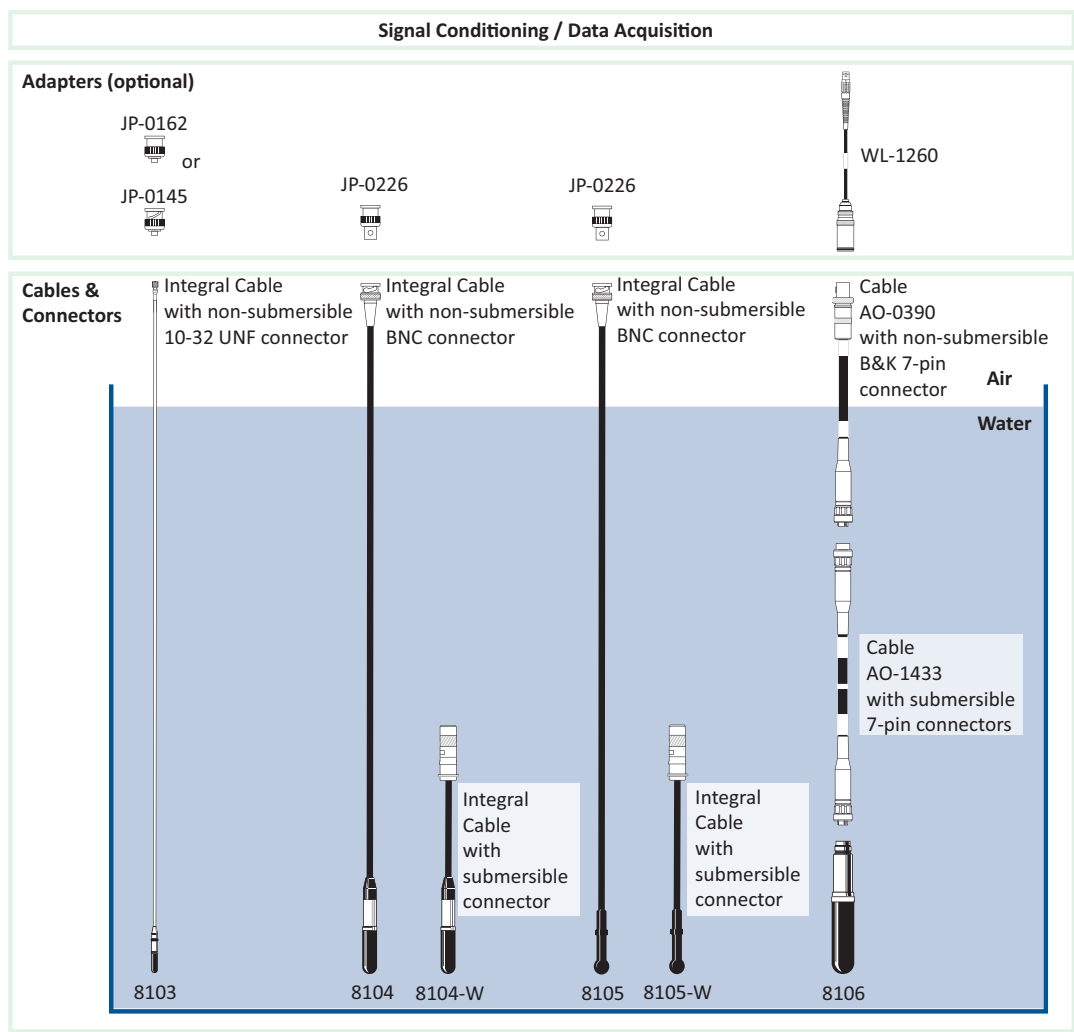 Signal Conditioning / Data Acquisition
Adapters (optional)
JP-0162
or
JP-0145
JP-0226
JP-0226
WL-1260
Cables &
Connectors
Integral Cable
with non-submersible
10-32 UNF connector
Integral Cable
with non-submersible
BNC connector
Integral Cable
with non-submersible
BNC connector
Cable
AO-0390
with non-submersible
B&K 7-pin
connector
Air
Water
Cable
AO-1433
with submersible
7-pin connectors
Integral
Cable
with
submersible
connector
Integral
Cable
with
submersible
connector
8103
8104
8104-W
8105
8105-W
8106